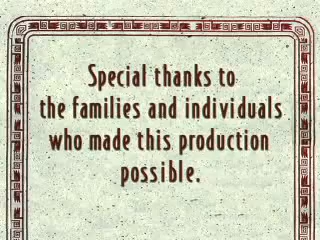 Special thanks to
the families and individuals
who made this production
possible.